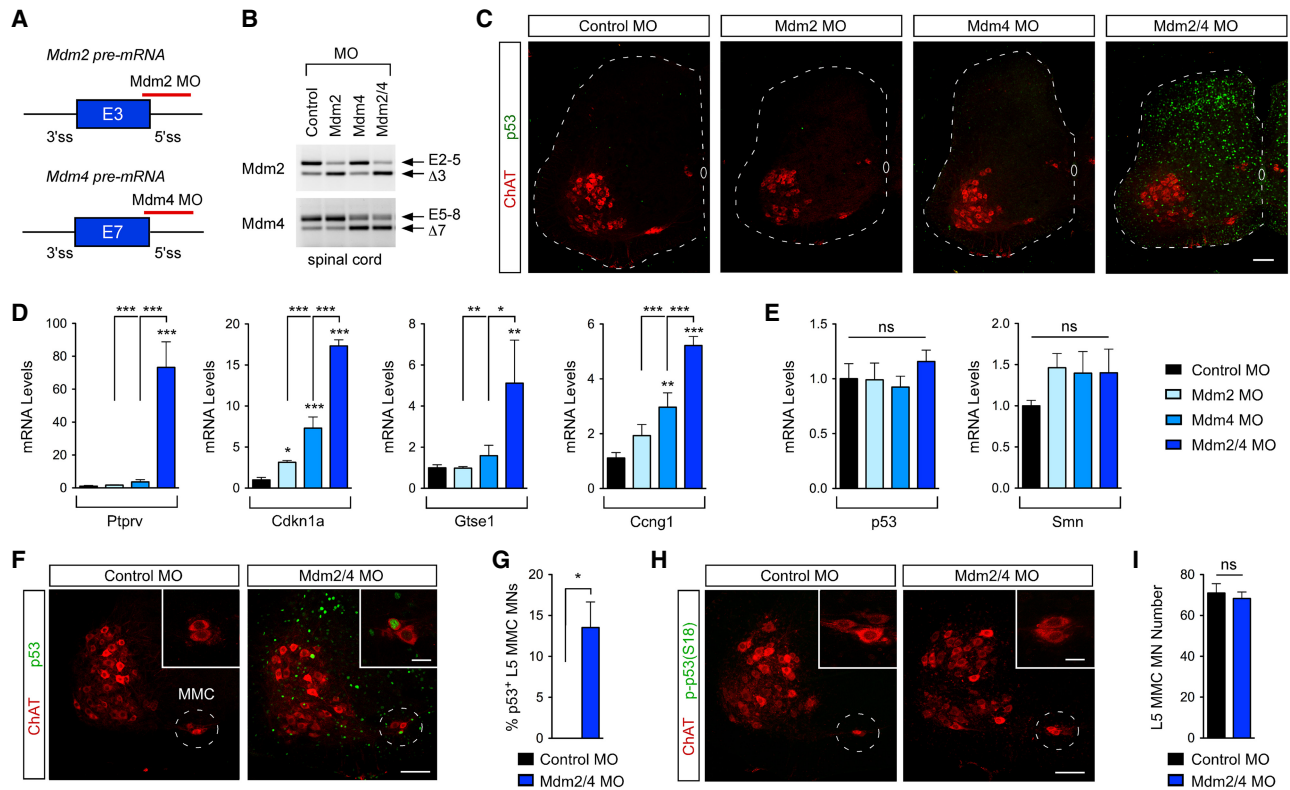 A
Mdm2 pre-mRNA
Mdm2 MO
E3
3'ss
5'ss
Mdm4 pre-mRNA
Mdm4 MO
E7
3'ss
5'ss
B
MO
Control
Mdm2
Mdm4
Mdm2/4
Mdm2
E2-5
Δ3
Mdm4
E5-8
Δ7
spinal cord
C
Control MO
Mdm2 MO
Mdm4 MO
Mdm2/4 MO
ChAT p53
D
mRNA Levels
100
80
60
40
20
0
*** ***
***
Ptprv
mRNA Levels
20
15
10
5
0
*** ***
*
***
***
Cdkn1a
mRNA Levels
8
6
4
2
0
** *
**
Gtse1
mRNA Levels
6
4
2
0
*** ***
**
***
Ccng1
E
mRNA Levels
1.5
1.0
0.5
0.0
ns
p53
mRNA Levels
2.0
1.5
1.0
0.5
0.0
ns
Smn
Control MO
Mdm2 MO
Mdm4 MO
Mdm2/4 MO
F
Control MO
Mdm2/4 MO
ChAT p53
MMC
G
% p53+ L5 MMC MNs
20
15
10
5
0
*
Control MO
Mdm2/4 MO
H
Control MO
Mdm2/4 MO
ChAT p-p53(S18)
I
L5 MMC MN Number
80
60
40
20
0
ns
Control MO
Mdm2/4 MO